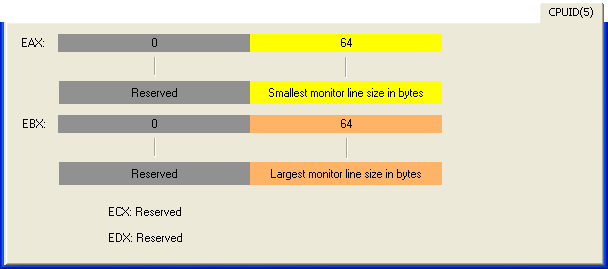 CPUID(5)
EAX: 0 64
Reserved Smallest monitor line size in bytes
EBX: 0 64
Reserved Largest monitor line size in bytes
ECX: Reserved
EDX: Reserved